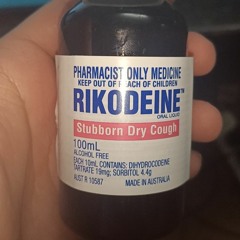 PHARMACIST ONLY MEDICINE
KEEP OUT OF REACH OF CHILDREN
RIKODEINE™
ORAL LIQUID
Stubborn Dry Cough
100mL
ALCOHOL FREE
EACH 10mL CONTAINS: DIHYDROCODEINE
TARTRATE 19mg; SORBITOL 4.4g
AUST R 10587 MADE IN AUSTRALIA